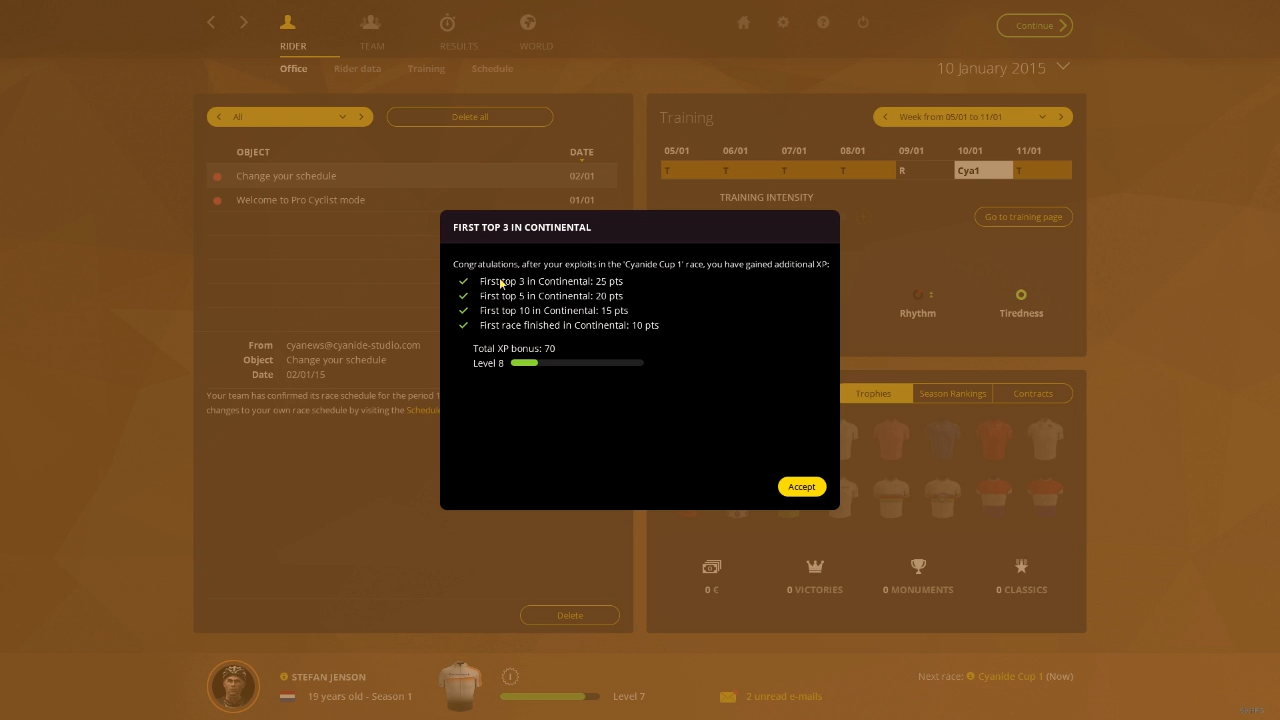 RIDER
TEAM
RESULTS
WORLD
Continue
Office
Rider data
Training
Schedule
10 January 2015
All
Delete all
OBJECT
DATE
Change your schedule
02/01
Welcome to Pro Cyclist mode
01/01
Training
Week from 05/01 to 11/01
05/01
06/01
07/01
08/01
09/01
10/01
11/01
T
T
T
T
R
Cya1
T
TRAINING INTENSITY
Go to training page
Rhythm
Tiredness
FIRST TOP 3 IN CONTINENTAL
Congratulations, after your exploits in the 'Cyanide Cup 1' race, you have gained additional XP:
First top 3 in Continental: 25 pts
First top 5 in Continental: 20 pts
First top 10 in Continental: 15 pts
First race finished in Continental: 10 pts
Total XP bonus: 70
Level 8
Accept
From cyanews@cyanide-studio.com
Object Change your schedule
Date 02/01/15
Your team has confirmed its race schedule for the period 1
changes to your own race schedule by visiting the Schedule
Delete
Trophies
Season Rankings
Contracts
0 €
0 VICTORIES
0 MONUMENTS
0 CLASSICS
STEFAN JENSON
19 years old - Season 1
Level 7
2 unread e-mails
Next race: Cyanide Cup 1 (Now)